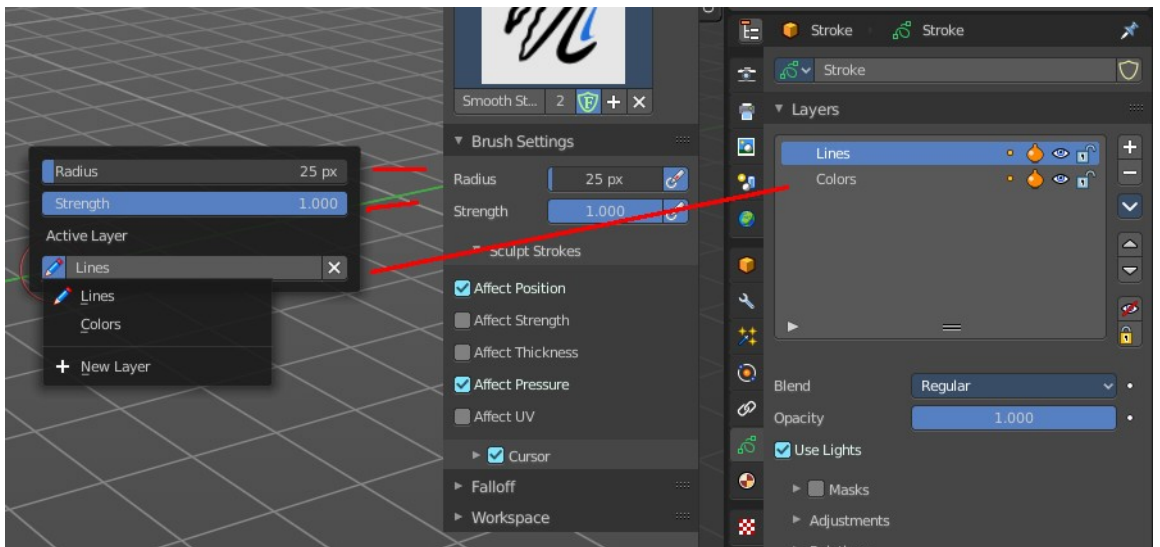 Radius 25 px
Strength 1.000
Active Layer
Lines
Lines
Colors
New Layer
Smooth St... 2 F
Brush Settings
Radius 25 px
Strength 1.000
Sculpt Strokes
Affect Position
Affect Strength
Affect Thickness
Affect Pressure
Affect UV
Cursor
Falloff
Workspace
Stroke Stroke
Stroke
Layers
Lines
Colors
Blend Regular
Opacity 1.000
Use Lights
Masks
Adjustments